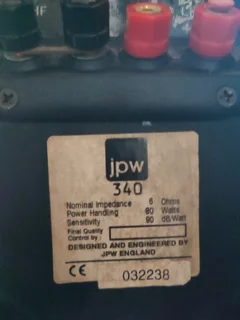 HF
jpw
340
Nominal Impedance 6 Ohms
Power Handling 80 Watts
Sensitivity 90 dB/Watt
Final Quality
Control by:
DESIGNED AND ENGINEERED BY
JPW ENGLAND
CE 032238